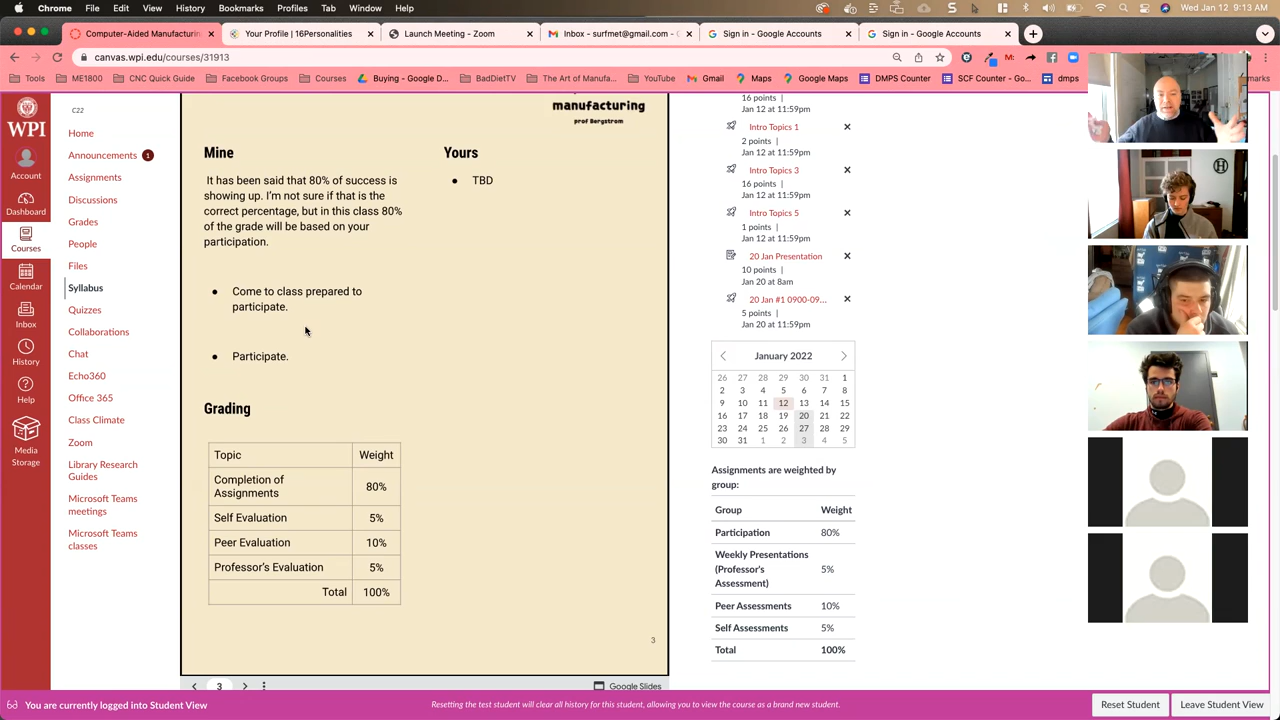 Chrome File Edit View History Bookmarks Profiles Tab Window Help
Computer-Aided Manufacturin
Your Profile | 16Personalities
Launch Meeting - Zoom
Inbox - surfmet@gmail.com -
Sign in - Google Accounts
Sign in - Google Accounts
canvas.wpi.edu/courses/31913
Tools
ME1800
CNC Quick Guide
Facebook Groups
Courses
Buying - Google D...
BadDietTV
The Art of Manufa...
YouTube
Gmail
Maps
Google Maps
DMPS Counter
SCF Counter - Go...
dmps
marks
WPI
Account
Dashboard
Courses
Calendar
Inbox
History
Help
Media
Storage
C22
Home
Announcements 1
Assignments
Discussions
Grades
People
Files
Syllabus
Quizzes
Collaborations
Chat
Echo360
Office 365
Class Climate
Zoom
Library Research
Guides
Microsoft Teams
meetings
Microsoft Teams
classes
manufacturing
prof Bergstrom
Mine
It has been said that 80% of success is
showing up. I'm not sure if that is the
correct percentage, but in this class 80%
of the grade will be based on your
participation.
● Come to class prepared to
participate.
● Participate.
Yours
● TBD
Grading
Topic Weight
Completion of
Assignments 80%
Self Evaluation 5%
Peer Evaluation 10%
Professor's Evaluation 5%
Total 100%
3
3
Google Slides
16 points |
Jan 12 at 11:59pm
Intro Topics 1
2 points |
Jan 12 at 11:59pm
Intro Topics 3
16 points |
Jan 12 at 11:59pm
Intro Topics 5
1 points |
Jan 12 at 11:59pm
20 Jan Presentation
10 points |
Jan 20 at 8am
20 Jan #1 0900-09...
5 points |
Jan 20 at 11:59pm
January 2022
26 27 28 29 30 31 1
2 3 4 5 6 7 8
9 10 11 12 13 14 15
16 17 18 19 20 21 22
23 24 25 26 27 28 29
30 31 1 2 3 4 5
Assignments are weighted by
group:
Group Weight
Participation 80%
Weekly Presentations
(Professor's 5%
Assessment)
Peer Assessments 10%
Self Assessments 5%
Total 100%
You are currently logged into Student View
Resetting the test student will clear all history for this student, allowing you to view the course as a brand new student.
Reset Student
Leave Student View